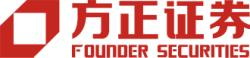 方正证券
FOUNDER SECURITIES